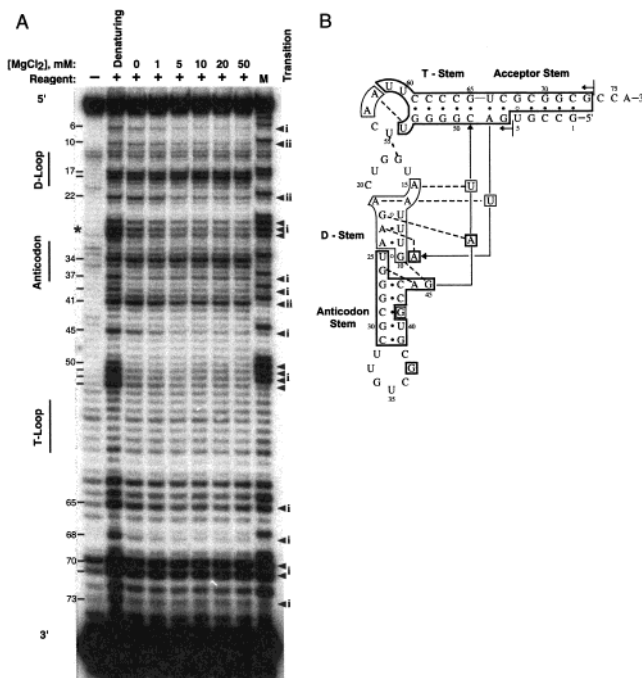 A
Denaturing
[MgCl2], mM: 0 1 5 10 20 50
Transition
Reagent: – + + + + + + + M
5'
6
i
10
ii
D-Loop
17
22
ii
*
i
Anticodon
34
37
i
i
41
ii
45
i
50
i
T-Loop
65
i
68
i
70
i
73
i
3'
B
T - Stem
Acceptor Stem
60
65
70
75
U U
A
A
C
U
C C C C G U C G C G G C G C C A-3'
U G G G G C A G U G C C G-5'
55
50
5
1
U
G
20
C
U
15
A
U
A A
U
D - Stem
G U
A U
A U
25
U G
A
A
10
G
G C
A G
45
G C
G G
C U
30
C G
40
Anticodon
Stem
U C
U G
G U C
35